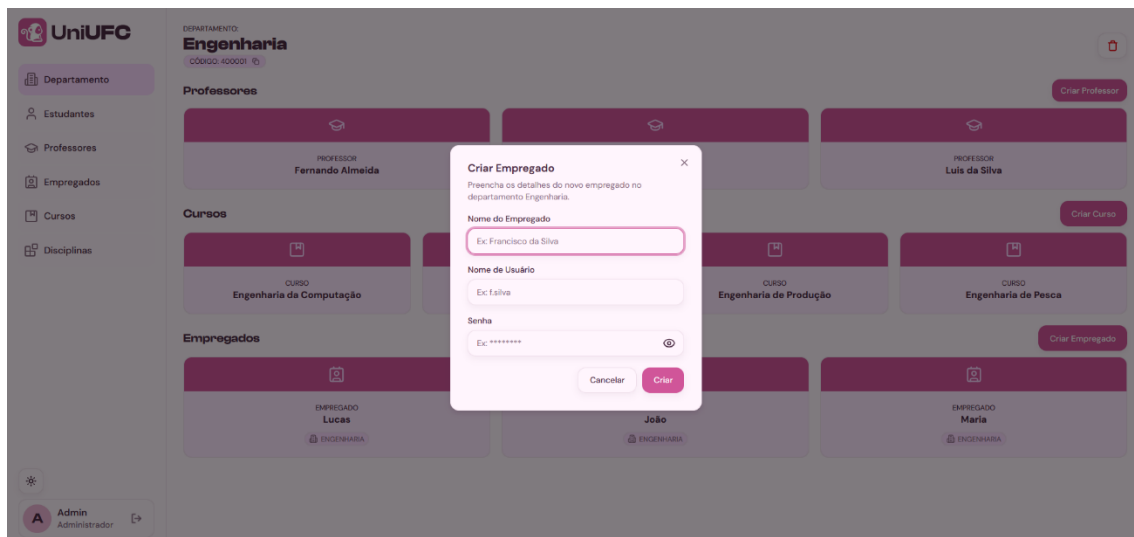 UniUFC
Departamento
Estudantes
Professores
Empregados
Cursos
Disciplinas
A
Admin
Administrador
DEPARTAMENTO:
Engenharia
CÓDIGO: 400001
Professores
Criar Professor
PROFESSOR
Fernando Almeida
PROFESSOR
Luis da Silva
Cursos
Criar Curso
CURSO
Engenharia da Computação
CURSO
Engenharia de Produção
CURSO
Engenharia de Pesca
Empregados
Criar Empregado
EMPREGADO
Lucas
ENGENHARIA
João
ENGENHARIA
EMPREGADO
Maria
ENGENHARIA
Criar Empregado
Preencha os detalhes do novo empregado no
departamento Engenharia.
Nome do Empregado
Ex: Francisco da Silva
Nome de Usuário
Ex: f.silva
Senha
Ex: ********
Cancelar
Criar